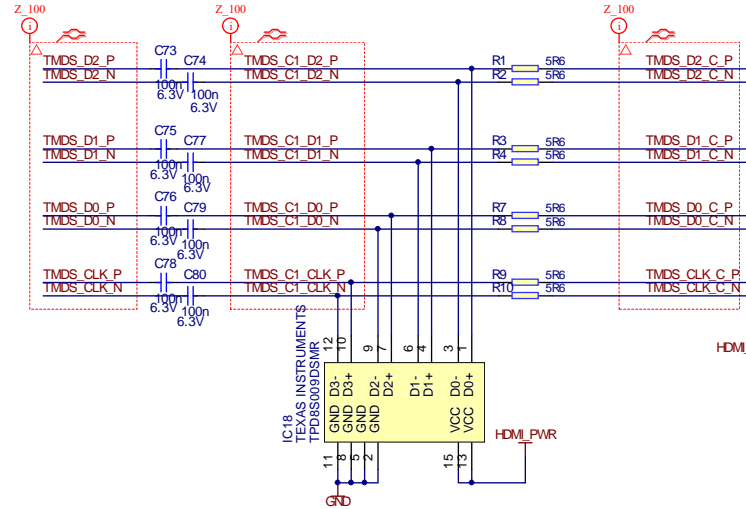 Z_100
Z_100
Z_100
i
i
i
C73
C74
TMDS_D2_P
TMDS_D2_N
100n
6.3V
100n
6.3V
TMDS_C1_D2_P
TMDS_C1_D2_N
R1
R2
5R6
5R6
TMDS_D2_C_P
TMDS_D2_C_N
C75
C77
TMDS_D1_P
TMDS_D1_N
100n
6.3V
100n
6.3V
TMDS_C1_D1_P
TMDS_C1_D1_N
R3
R4
5R6
5R6
TMDS_D1_C_P
TMDS_D1_C_N
C76
C79
TMDS_D0_P
TMDS_D0_N
100n
6.3V
100n
6.3V
TMDS_C1_D0_P
TMDS_C1_D0_N
R7
R8
5R6
5R6
TMDS_D0_C_P
TMDS_D0_C_N
C78
C80
TMDS_CLK_P
TMDS_CLK_N
100n
6.3V
100n
6.3V
TMDS_C1_CLK_P
TMDS_C1_CLK_N
R9
R10
5R6
5R6
TMDS_CLK_C_P
TMDS_CLK_C_N
HDMI_
IC18
TEXAS INSTRUMENTS
TPD8S009DSMR
12
10
9
7
6
4
3
1
D3-
D3+
D2-
D2+
D1-
D1+
D0-
D0+
GND
GND
GND
GND
VCC
VCC
11
8
5
2
15
13
HDMI_PWR
GND